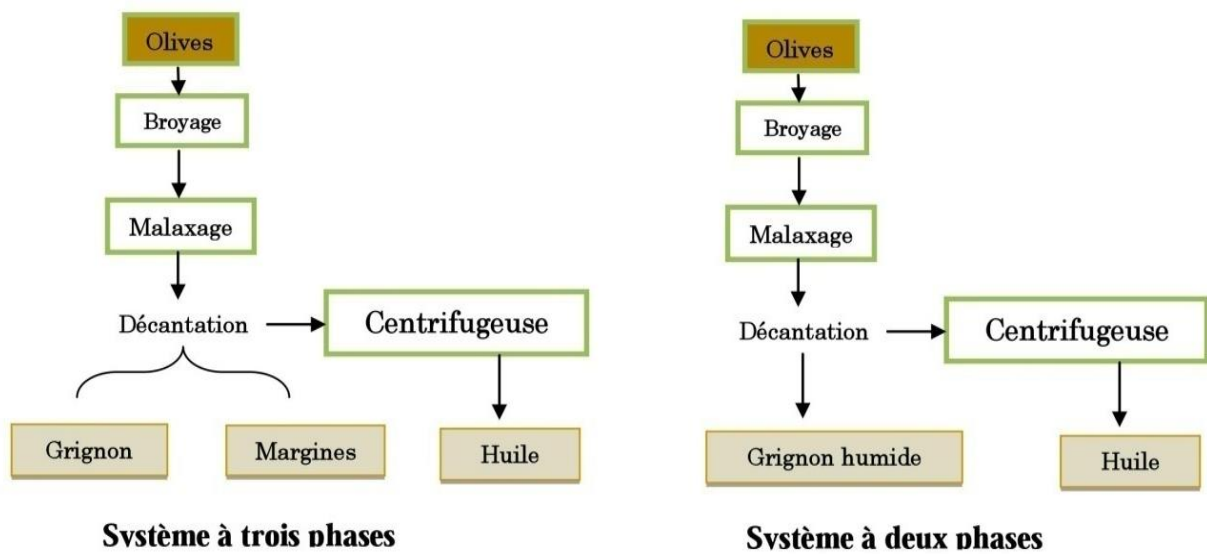 Olives
Broyage
Malaxage
Décantation
Centrifugeuse
Grignon
Margines
Huile
Système à trois phases
Olives
Broyage
Malaxage
Décantation
Centrifugeuse
Grignon humide
Huile
Système à deux phases